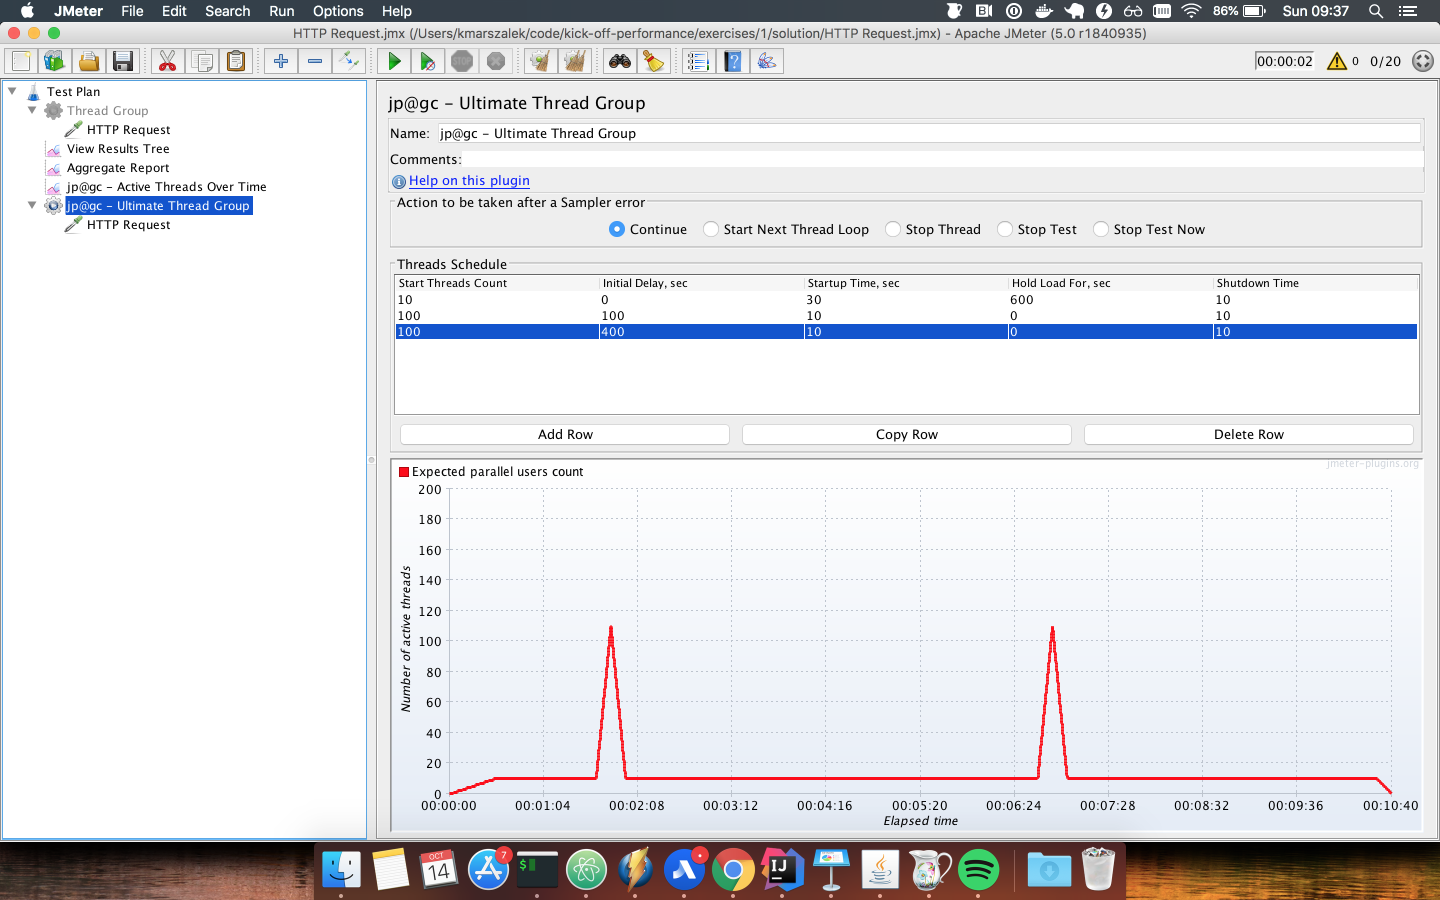 JMeter File Edit Search Run Options Help 86% Sun 09:37
HTTP Request.jmx (/Users/kmarszalek/code/kick-off-performance/exercises/1/solution/HTTP Request.jmx) - Apache JMeter (5.0 r1840935)
STOP 00:00:02 0 0/20
Test Plan
Thread Group
HTTP Request
View Results Tree
Aggregate Report
jp@gc - Active Threads Over Time
jp@gc - Ultimate Thread Group
HTTP Request
jp@gc - Ultimate Thread Group
Name: jp@gc - Ultimate Thread Group
Comments:
Help on this plugin
Action to be taken after a Sampler error
Continue Start Next Thread Loop Stop Thread Stop Test Stop Test Now
Threads Schedule
Start Threads Count Initial Delay, sec Startup Time, sec Hold Load For, sec Shutdown Time
10 0 30 600 10
100 100 10 0 10
100 400 10 0 10
Add Row Copy Row Delete Row
Expected parallel users count
jmeter-plugins.org
200
180
160
140
120
100
80
60
40
20
0
Number of active threads
00:00:00 00:01:04 00:02:08 00:03:12 00:04:16 00:05:20 00:06:24 00:07:28 00:08:32 00:09:36 00:10:40
Elapsed time
OCT
14
7
$
IJ